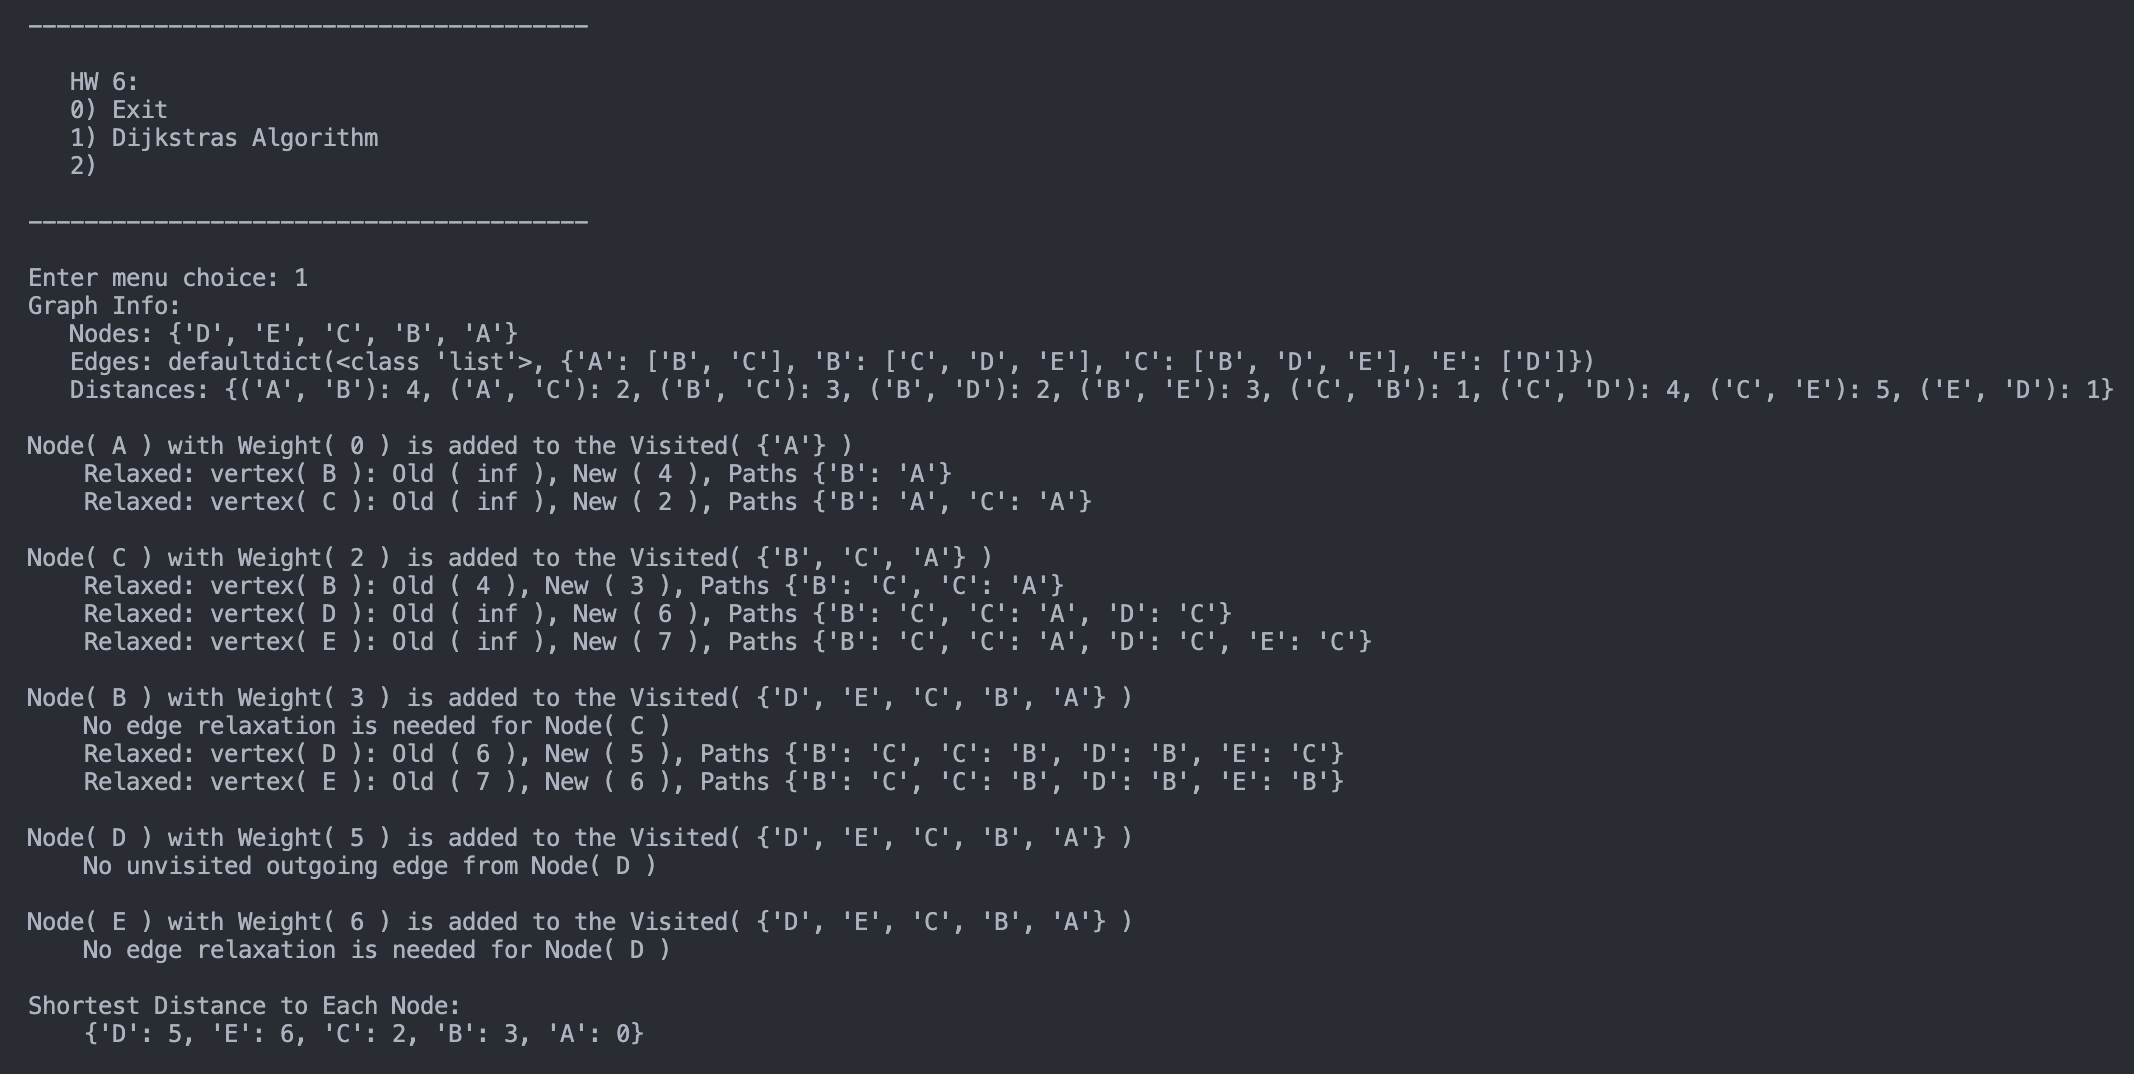 ----------------------------------------
HW 6:
0) Exit
1) Dijkstras Algorithm
2)
----------------------------------------
Enter menu choice: 1
Graph Info:
Nodes: {'D', 'E', 'C', 'B', 'A'}
Edges: defaultdict(<class 'list'>, {'A': ['B', 'C'], 'B': ['C', 'D', 'E'], 'C': ['B', 'D', 'E'], 'E': ['D']})
Distances: {('A', 'B'): 4, ('A', 'C'): 2, ('B', 'C'): 3, ('B', 'D'): 2, ('B', 'E'): 3, ('C', 'B'): 1, ('C', 'D'): 4, ('C', 'E'): 5, ('E', 'D'): 1}
Node( A ) with Weight( 0 ) is added to the Visited( {'A'} )
Relaxed: vertex( B ): Old ( inf ), New ( 4 ), Paths {'B': 'A'}
Relaxed: vertex( C ): Old ( inf ), New ( 2 ), Paths {'B': 'A', 'C': 'A'}
Node( C ) with Weight( 2 ) is added to the Visited( {'B', 'C', 'A'} )
Relaxed: vertex( B ): Old ( 4 ), New ( 3 ), Paths {'B': 'C', 'C': 'A'}
Relaxed: vertex( D ): Old ( inf ), New ( 6 ), Paths {'B': 'C', 'C': 'A', 'D': 'C'}
Relaxed: vertex( E ): Old ( inf ), New ( 7 ), Paths {'B': 'C', 'C': 'A', 'D': 'C', 'E': 'C'}
Node( B ) with Weight( 3 ) is added to the Visited( {'D', 'E', 'C', 'B', 'A'} )
No edge relaxation is needed for Node( C )
Relaxed: vertex( D ): Old ( 6 ), New ( 5 ), Paths {'B': 'C', 'C': 'B', 'D': 'B', 'E': 'C'}
Relaxed: vertex( E ): Old ( 7 ), New ( 6 ), Paths {'B': 'C', 'C': 'B', 'D': 'B', 'E': 'B'}
Node( D ) with Weight( 5 ) is added to the Visited( {'D', 'E', 'C', 'B', 'A'} )
No unvisited outgoing edge from Node( D )
Node( E ) with Weight( 6 ) is added to the Visited( {'D', 'E', 'C', 'B', 'A'} )
No edge relaxation is needed for Node( D )
Shortest Distance to Each Node:
{'D': 5, 'E': 6, 'C': 2, 'B': 3, 'A': 0}